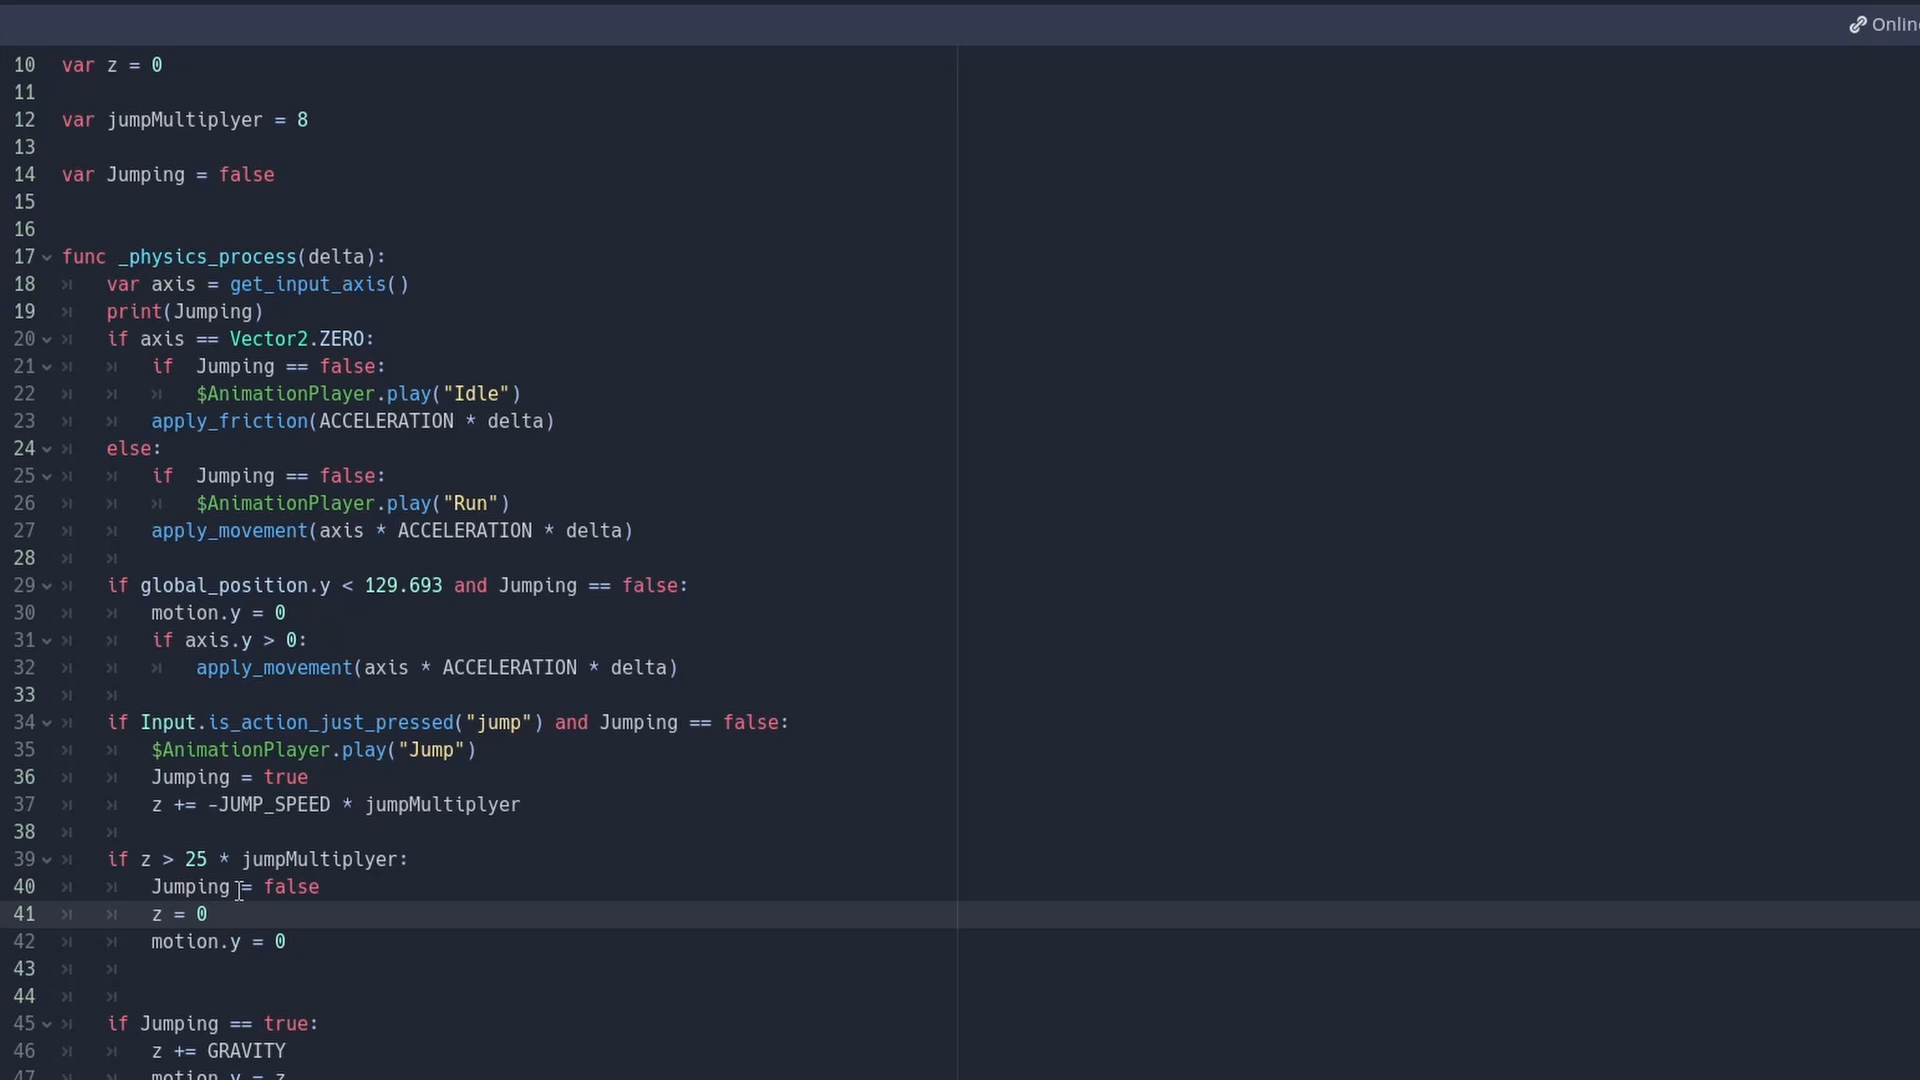 Onlin
10 var z = 0
11
12 var jumpMultiplyer = 8
13
14 var Jumping = false
15
16
17 func _physics_process(delta):
18 var axis = get_input_axis()
19 print(Jumping)
20 if axis == Vector2.ZERO:
21 if  Jumping == false:
22 $AnimationPlayer.play("Idle")
23 apply_friction(ACCELERATION * delta)
24 else:
25 if  Jumping == false:
26 $AnimationPlayer.play("Run")
27 apply_movement(axis * ACCELERATION * delta)
28
29 if global_position.y < 129.693 and Jumping == false:
30 motion.y = 0
31 if axis.y > 0:
32 apply_movement(axis * ACCELERATION * delta)
33
34 if Input.is_action_just_pressed("jump") and Jumping == false:
35 $AnimationPlayer.play("Jump")
36 Jumping = true
37 z += -JUMP_SPEED * jumpMultiplyer
38
39 if z > 25 * jumpMultiplyer:
40 Jumping = false
41 z = 0
42 motion.y = 0
43
44
45 if Jumping == true:
46 z += GRAVITY
47 motion.y = z